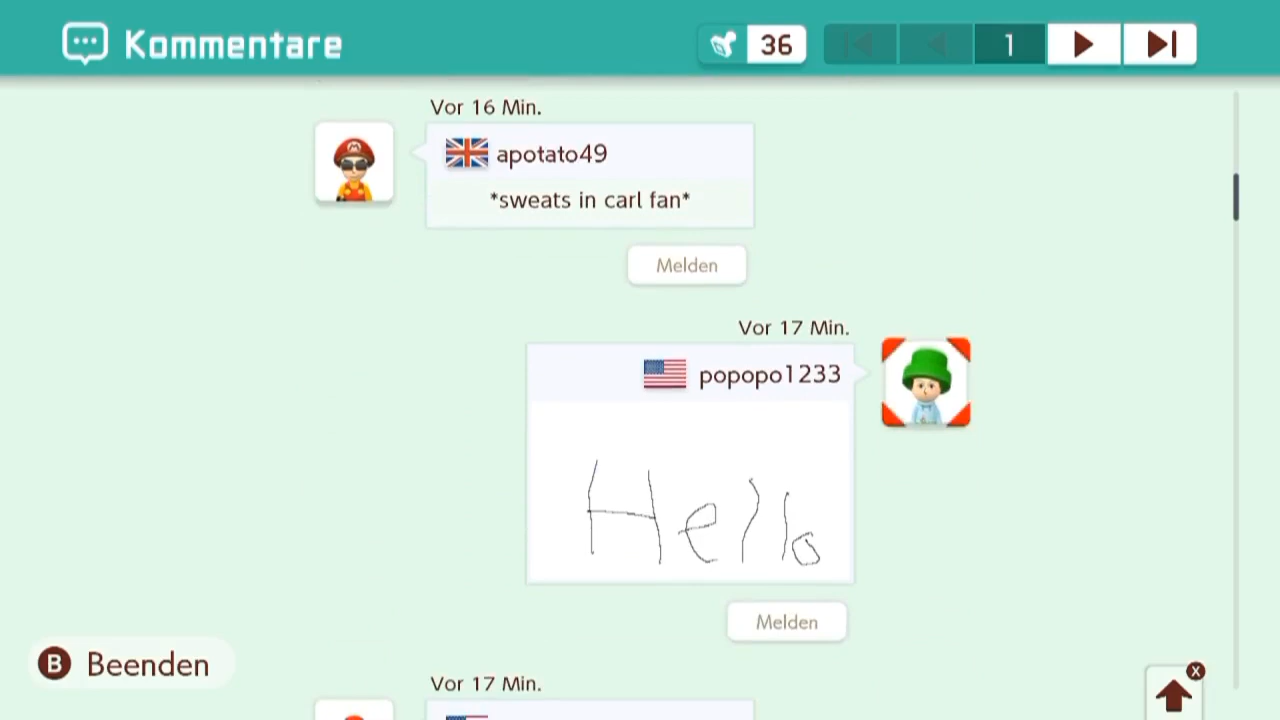 Kommentare
36
1
Vor 16 Min.
apotato49
*sweats in carl fan*
Melden
Vor 17 Min.
popopo1233
Hello
Melden
Vor 17 Min.
B Beenden
X